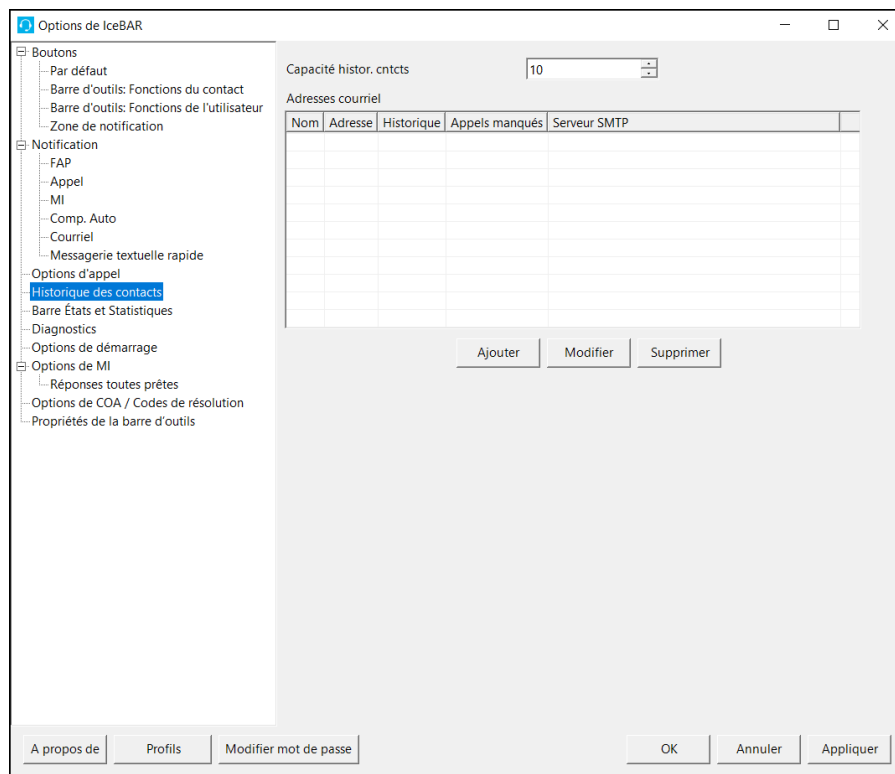 Options de IceBAR
Boutons
Par défaut
Barre d'outils: Fonctions du contact
Barre d'outils: Fonctions de l'utilisateur
Zone de notification
Notification
FAP
Appel
MI
Comp. Auto
Courriel
Messagerie textuelle rapide
Options d'appel
Historique des contacts
Barre États et Statistiques
Diagnostics
Options de démarrage
Options de MI
Réponses toutes prêtes
Options de COA / Codes de résolution
Propriétés de la barre d'outils
Capacité histor. cntcts 10
Adresses courriel
Nom Adresse Historique Appels manqués Serveur SMTP
Ajouter Modifier Supprimer
A propos de Profils Modifier mot de passe OK Annuler Appliquer